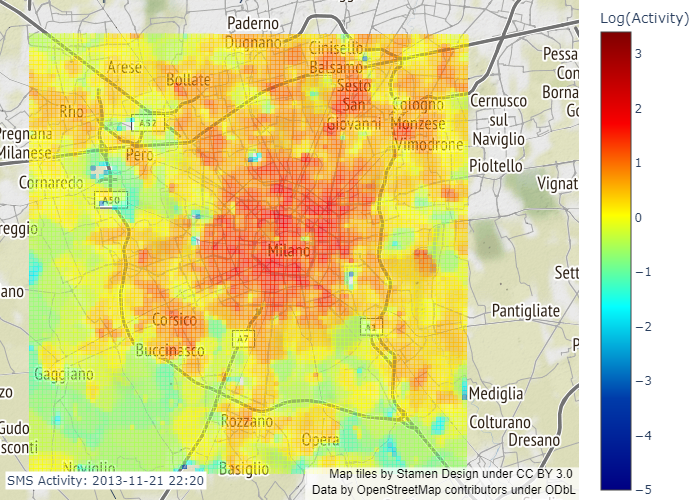 Log(Activity)
Paderno
Dugnano
Cinisello
Balsamo
Arese
Bollate
Sesto
San
Giovanni
Pessa
Con
Borna
Go
Rho
A52
Cologno
Monzese
Cernusco
sul
Naviglio
Pregnana
Milanese
Pero
Vimodrone
Pioltello
Cornaredo
Vignat
A50
reggio
Milano
Sett
ano
Pantigliate
Corsico
A7
Buccinasco
Gaggiano
zo
Mediglia
Rozzano
Colturano
Gudo
sconti
Opera
Dresano
Noviglio
Basiglio
SMS Activity: 2013-11-21 22:20
Map tiles by Stamen Design under CC BY 3.0
Data by OpenStreetMap contributors under ODbL
3
2
1
0
−1
−2
−3
−4
−5